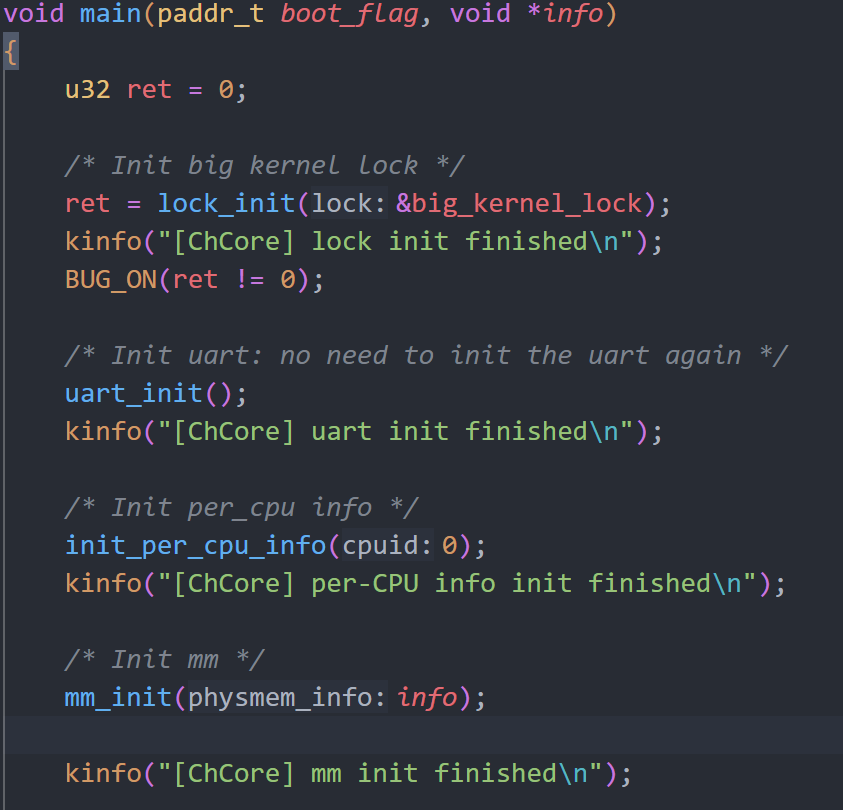 void main(paddr_t boot_flag, void *info)
{
u32 ret = 0;
/* Init big kernel lock */
ret = lock_init(lock: &big_kernel_lock);
kinfo("[ChCore] lock init finished\n");
BUG_ON(ret != 0);
/* Init uart: no need to init the uart again */
uart_init();
kinfo("[ChCore] uart init finished\n");
/* Init per_cpu info */
init_per_cpu_info(cpuid: 0);
kinfo("[ChCore] per-CPU info init finished\n");
/* Init mm */
mm_init(physmem_info: info);
kinfo("[ChCore] mm init finished\n");